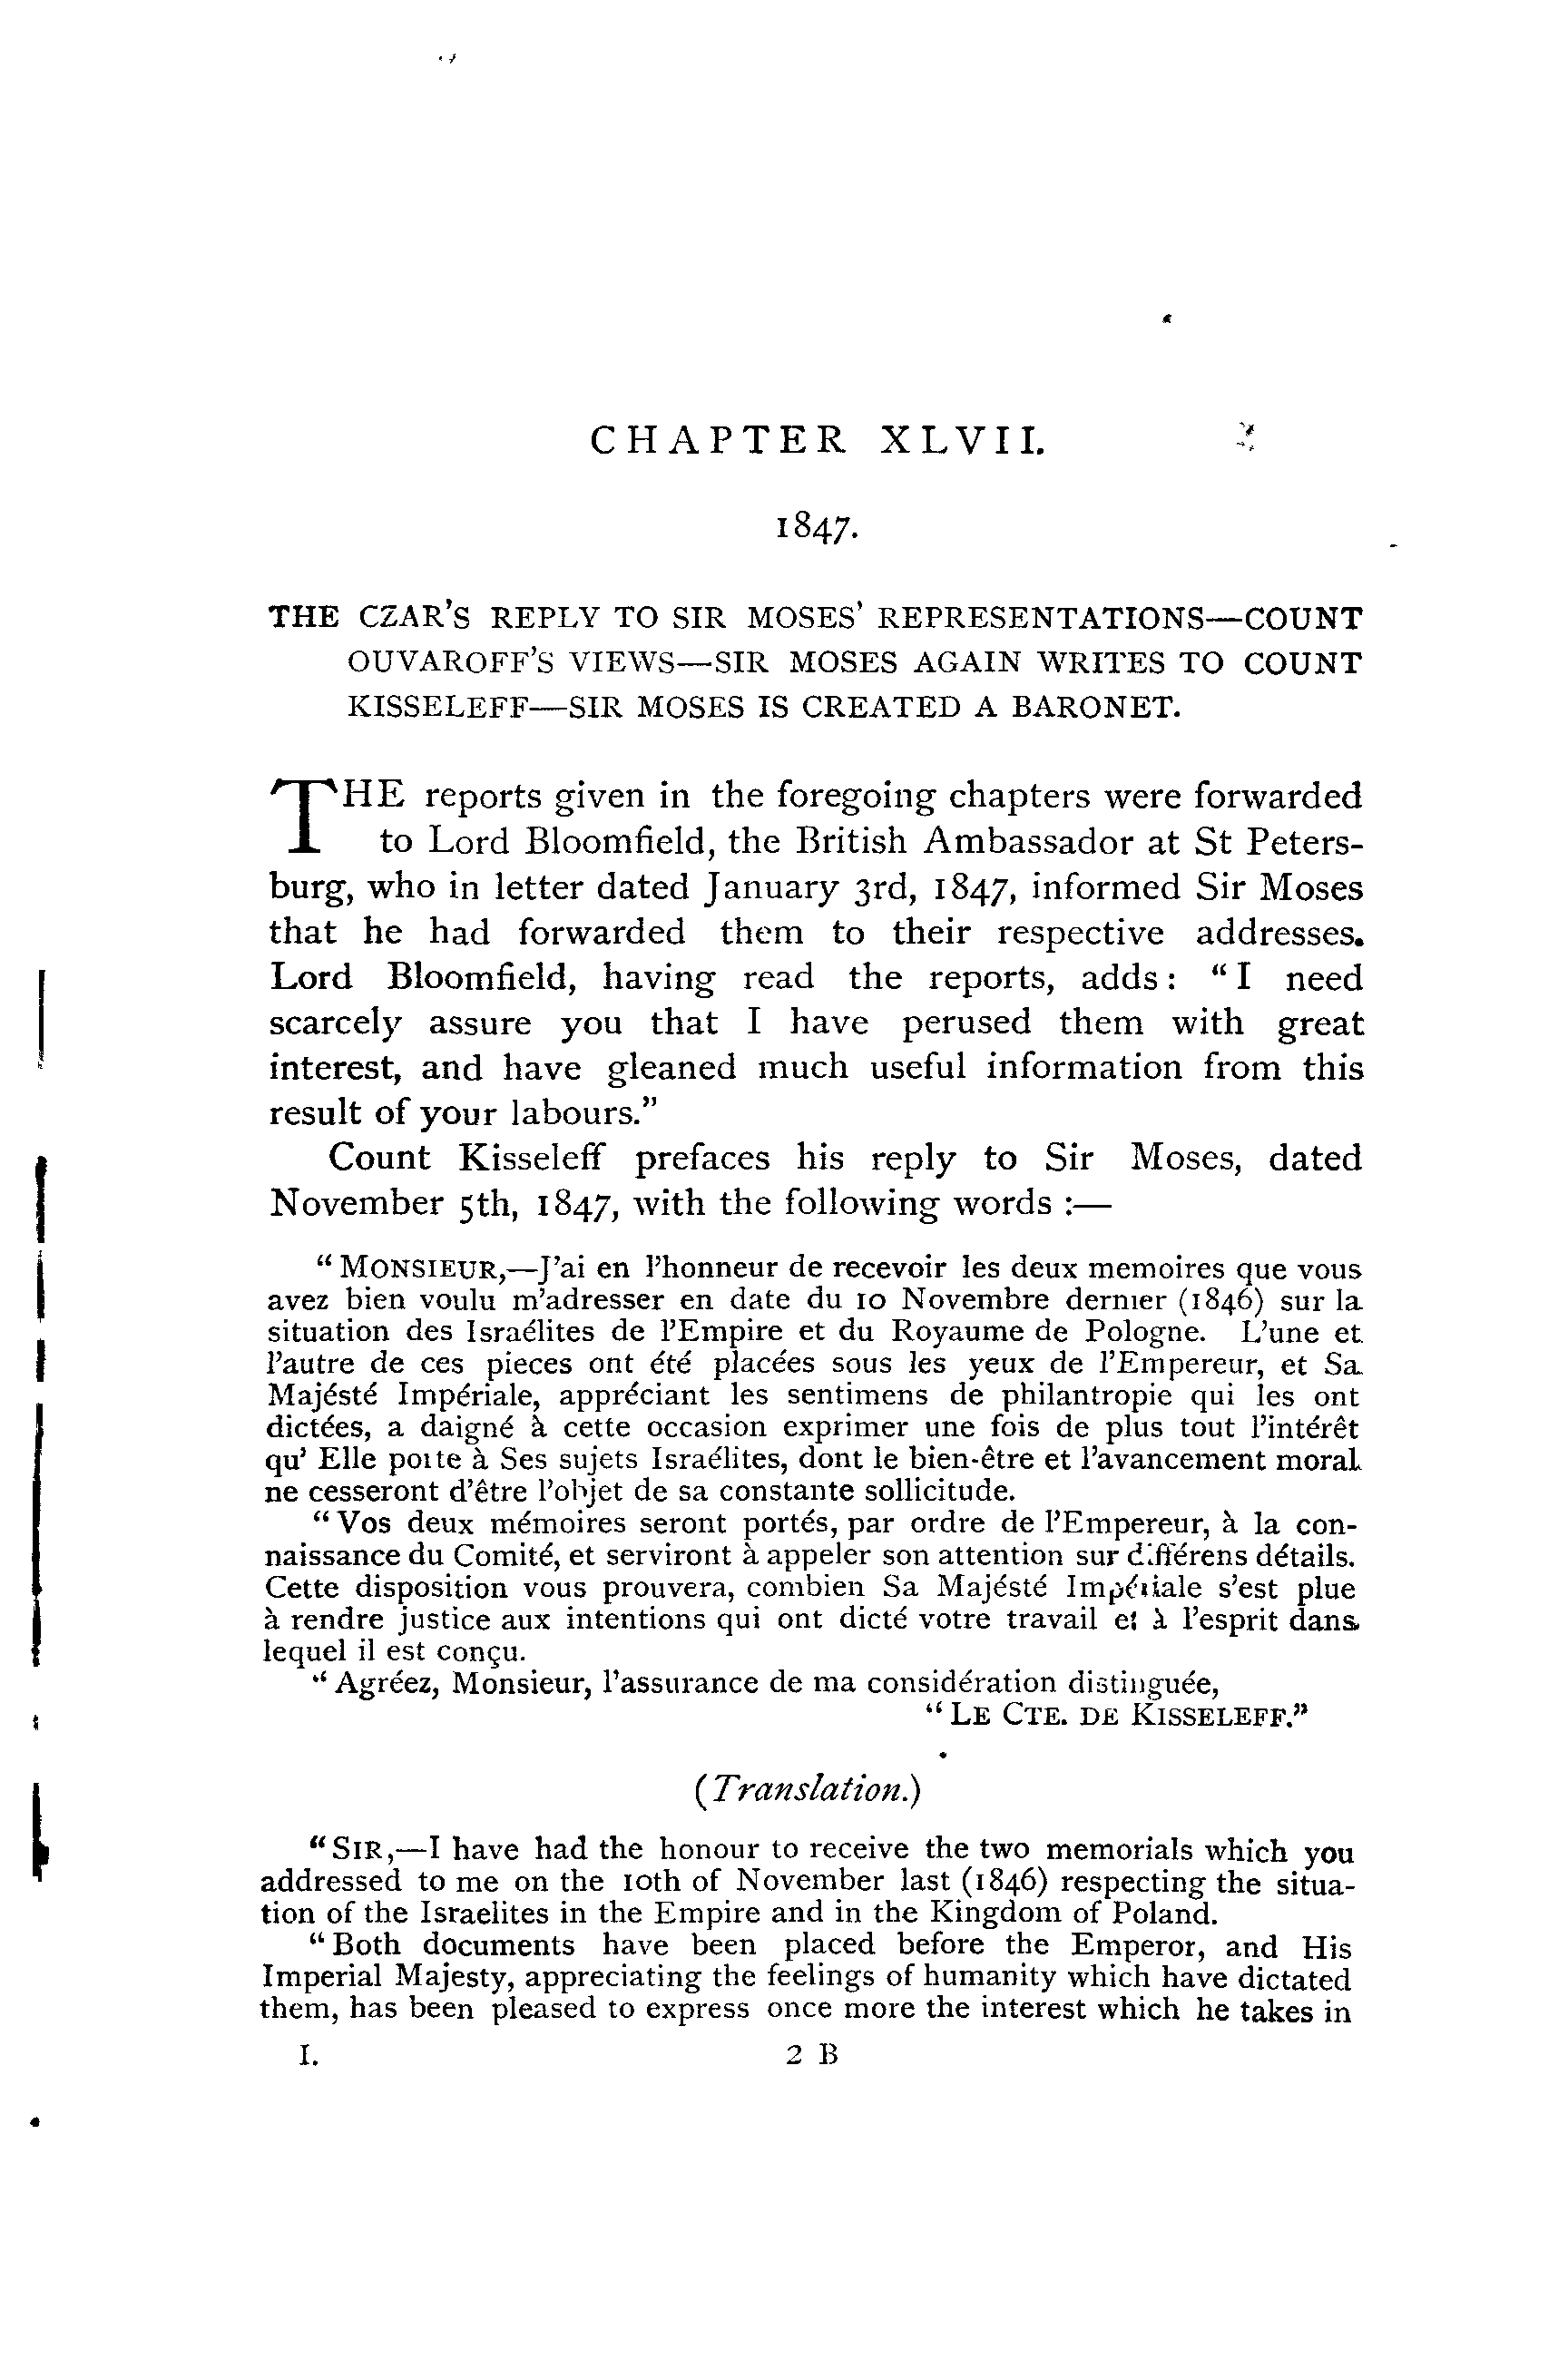 CHAPTER XLVII.
1847.
THE CZAR'S REPLY TO SIR MOSES' REPRESENTATIONS—COUNT
OUVAROFF'S VIEWS—SIR MOSES AGAIN WRITES TO COUNT
KISSELEFF—SIR MOSES IS CREATED A BARONET.
THE reports given in the foregoing chapters were forwarded
to Lord Bloomfield, the British Ambassador at St Peters-
burg, who in letter dated January 3rd, 1847, informed Sir Moses
that he had forwarded them to their respective addresses.
Lord Bloomfield, having read the reports, adds: “I need
scarcely assure you that I have perused them with great
interest, and have gleaned much useful information from this
result of your labours.”
Count Kisseleff prefaces his reply to Sir Moses, dated
November 5th, 1847, with the following words :—
“MONSIEUR,—J'ai en l'honneur de recevoir les deux memoires que vous
avez bien voulu m'adresser en date du 10 Novembre dernier (1846) sur la
situation des Israélites de l'Empire et du Royaume de Pologne. L'une et
l'autre de ces pieces ont été placées sous les yeux de l'Empereur, et Sa
Majésté Impériale, appréciant les sentimens de philantropie qui les ont
dictées, a daigné à cette occasion exprimer une fois de plus tout l'intérêt
qu' Elle porte à Ses sujets Israélites, dont le bien-être et l'avancement moral
ne cesseront d'être l'objet de sa constante sollicitude.
“Vos deux mémoires seront portés, par ordre de l'Empereur, à la con-
naissance du Comité, et serviront à appeler son attention sur différens détails.
Cette disposition vous prouvera, combien Sa Majésté Impériale s'est plue
à rendre justice aux intentions qui ont dicté votre travail et à l'esprit dans
lequel il est conçu.
“Agréez, Monsieur, l'assurance de ma considération distinguée,
“LE CTE. DE KISSELEFF.”
(Translation.)
“SIR,—I have had the honour to receive the two memorials which you
addressed to me on the 10th of November last (1846) respecting the situa-
tion of the Israelites in the Empire and in the Kingdom of Poland.
“Both documents have been placed before the Emperor, and His
Imperial Majesty, appreciating the feelings of humanity which have dictated
them, has been pleased to express once more the interest which he takes in
I. 2 B